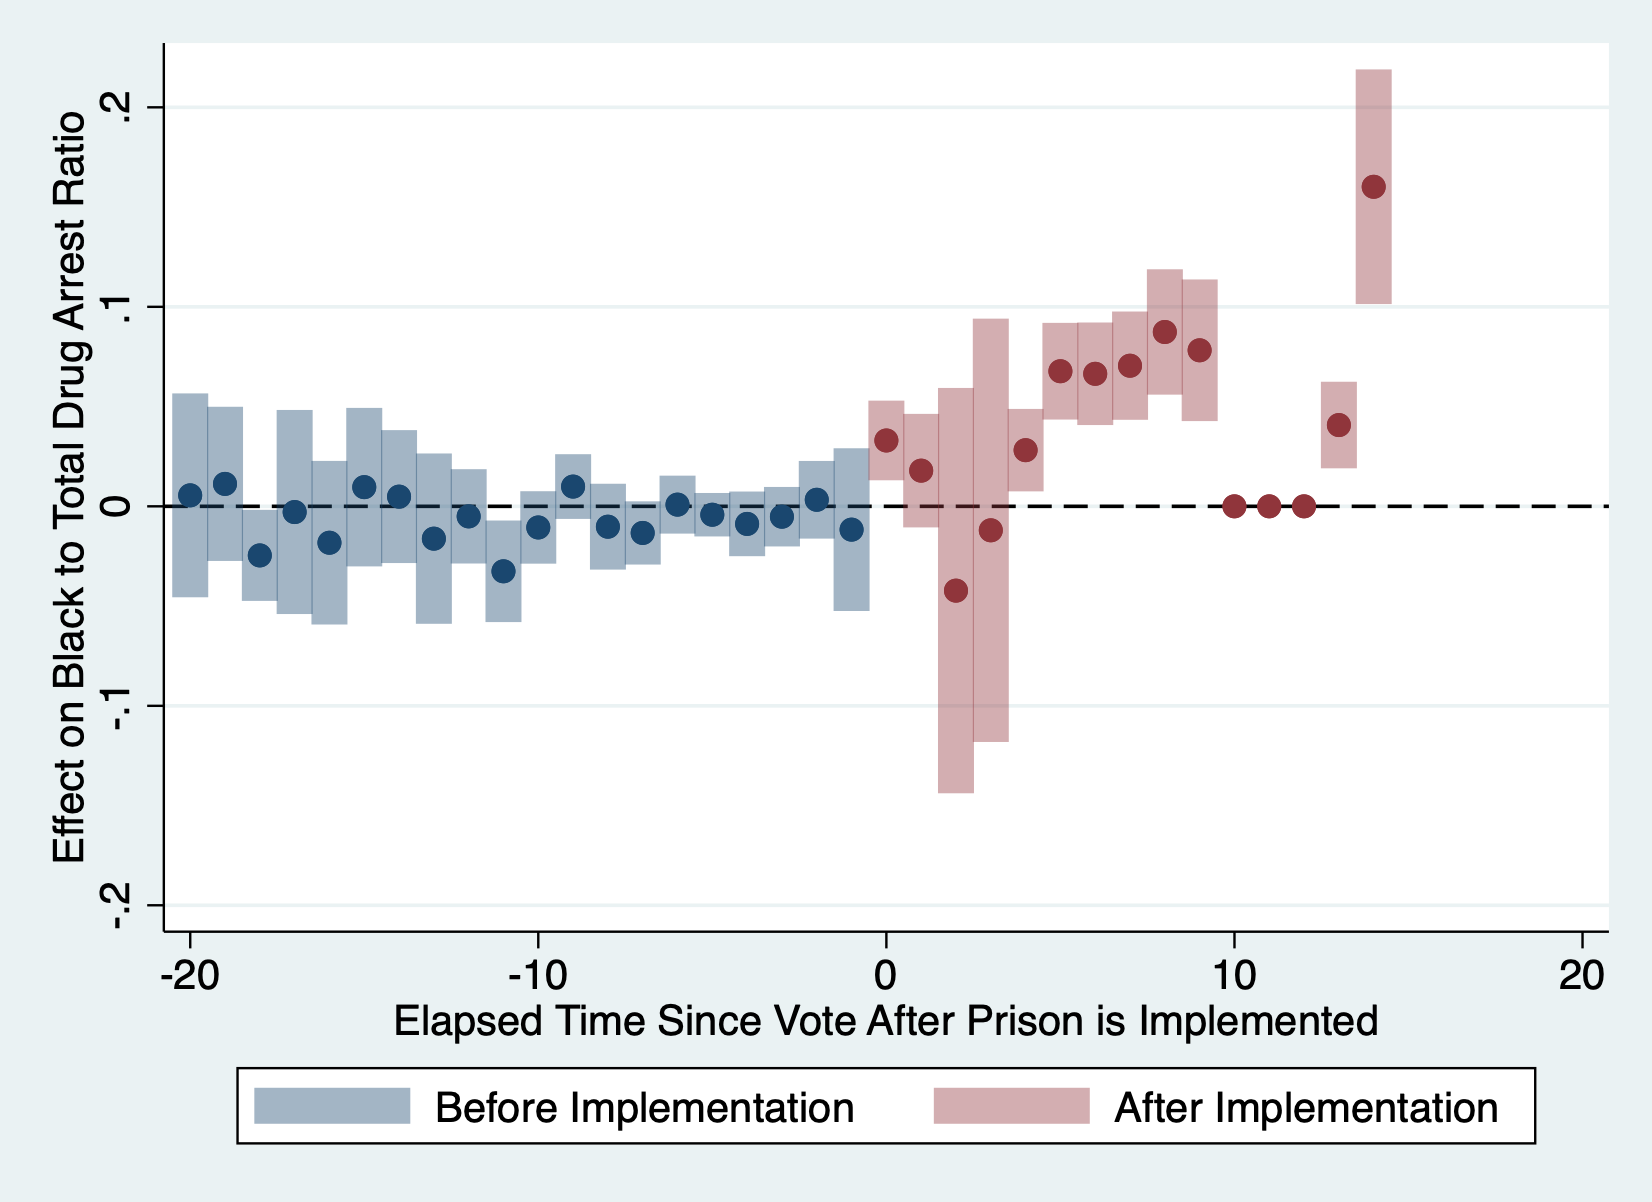 Effect on Black to Total Drug Arrest Ratio
.2
.1
0
-.1
-.2
-20
-10
0
10
20
Elapsed Time Since Vote After Prison is Implemented
Before Implementation
After Implementation